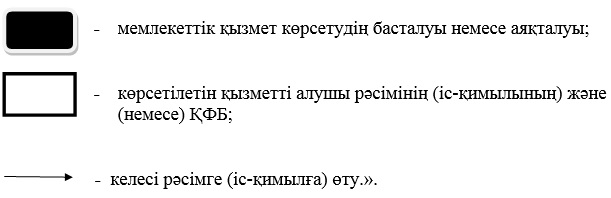 - мемлекеттік қызмет көрсетудің басталуы немесе аяқталуы;
- көрсетілетін қызметті алушы рәсімінің (іс-қимылының) және
(немесе) ҚФБ;
- келесі рәсімге (іс-қимылға) өту.».